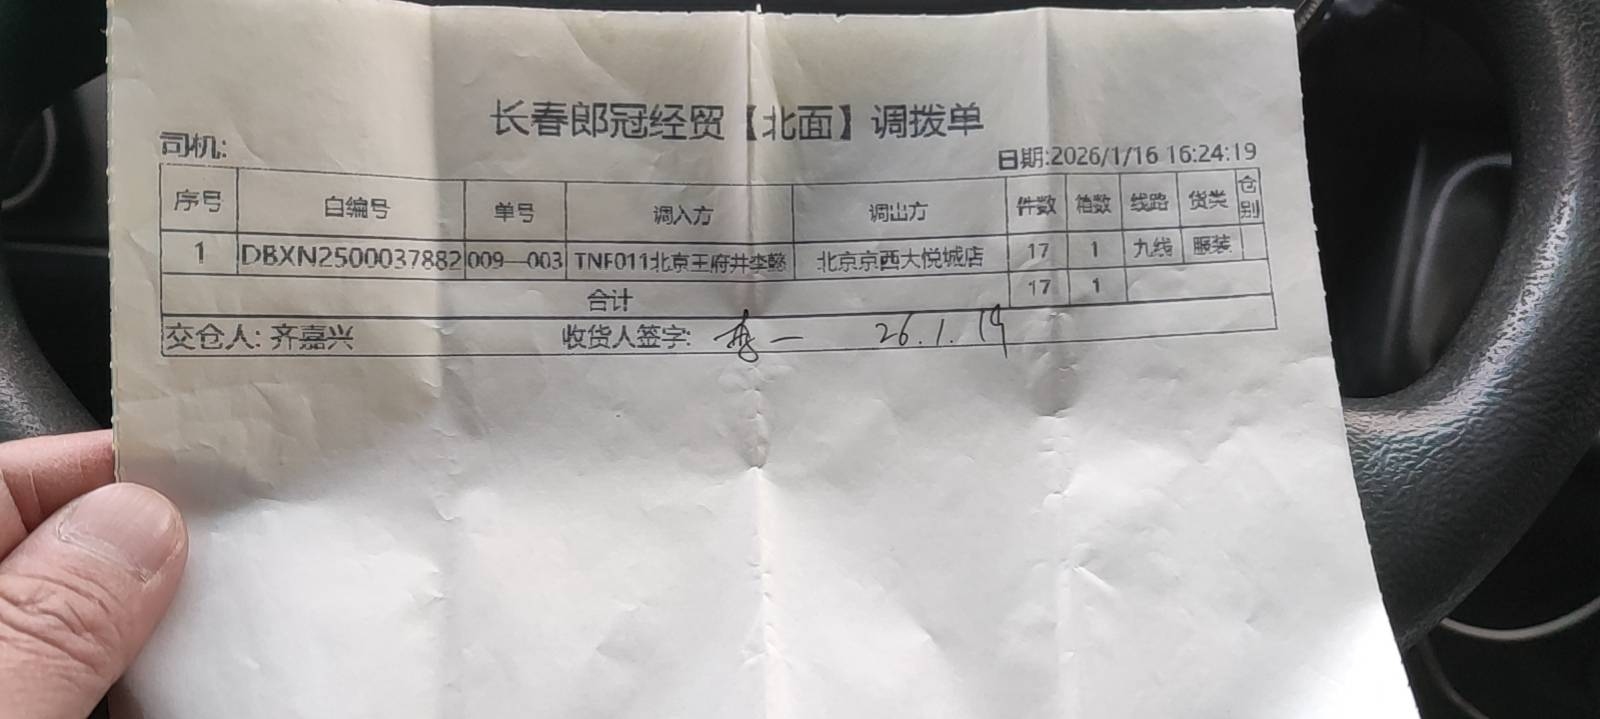 长春郎冠经贸【北面】调拨单
司机:
日期:2026/1/16 16:24:19
序号 自编号 单号 调入方 调出方 件数 箱数 线路 货类 仓别
1 DBXN2500037882 009—003 TNF011北京王府井李懿 北京京西大悦城店 17 1 九线 服装
合计 17 1
交仓人: 齐嘉兴 收货人签字: 一 26.1.19